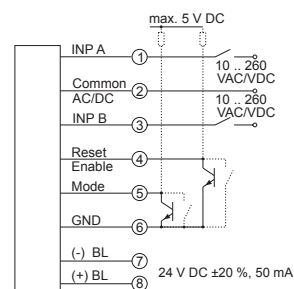 max. 5 V DC
INP A
1
10 .. 260
VAC/VDC
Common
AC/DC
2
10 .. 260
VAC/VDC
INP B
3
Reset
Enable
4
Mode
5
GND
6
(-) BL
7
(+) BL
8
24 V DC ±20 %, 50 mA